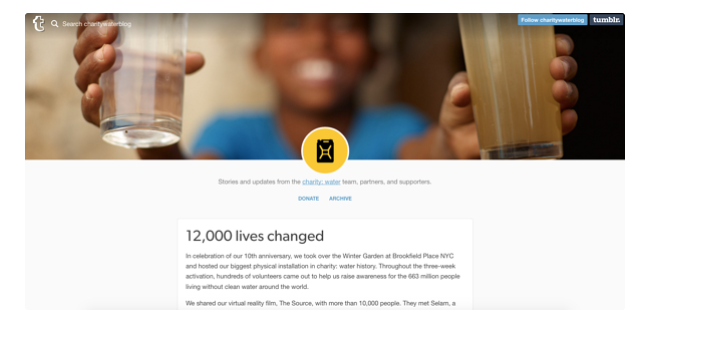 t Search charitywaterblog
Follow charitywaterblog tumblr.
Stories and updates from the charity: water team, partners, and supporters.
DONATE ARCHIVE
12,000 lives changed
In celebration of our 10th anniversary, we took over the Winter Garden at Brookfield Place NYC
and hosted our biggest physical installation in charity: water history. Throughout the three-week
activation, hundreds of volunteers came out to help us raise awareness for the 663 million people
living without clean water around the world.
We shared our virtual reality film, The Source, with more than 10,000 people. They met Selam, a